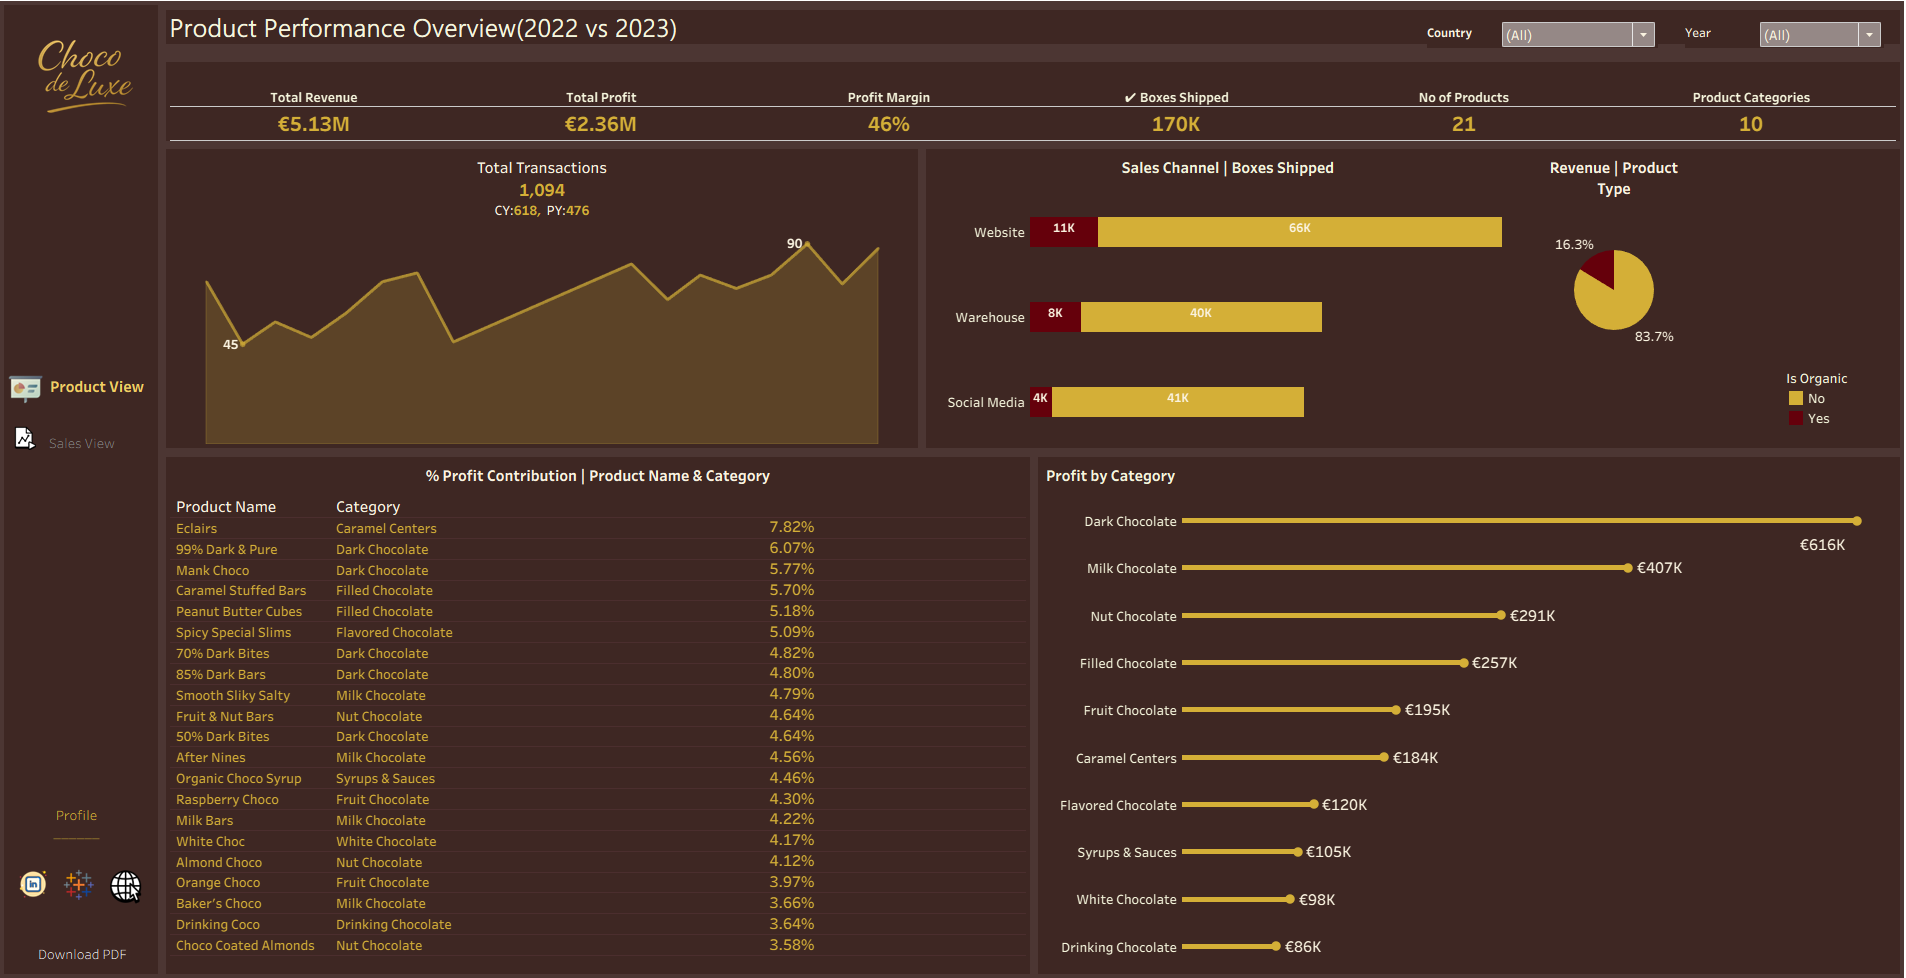 Choco
de Luxe
Product Performance Overview(2022 vs 2023)
Country
(All)
Year
(All)
Total Revenue
€5.13M
Total Profit
€2.36M
Profit Margin
46%
✔ Boxes Shipped
170K
No of Products
21
Product Categories
10
Total Transactions
1,094
CY:618, PY:476
90
45
Sales Channel | Boxes Shipped
Website 11K 66K
Warehouse 8K 40K
Social Media 4K 41K
Revenue | Product
Type
16.3%
83.7%
Is Organic
No
Yes
Product View
Sales View
Profile
in
Download PDF
% Profit Contribution | Product Name & Category
Product Name Category
Eclairs Caramel Centers 7.82%
99% Dark & Pure Dark Chocolate 6.07%
Mank Choco Dark Chocolate 5.77%
Caramel Stuffed Bars Filled Chocolate 5.70%
Peanut Butter Cubes Filled Chocolate 5.18%
Spicy Special Slims Flavored Chocolate 5.09%
70% Dark Bites Dark Chocolate 4.82%
85% Dark Bars Dark Chocolate 4.80%
Smooth Sliky Salty Milk Chocolate 4.79%
Fruit & Nut Bars Nut Chocolate 4.64%
50% Dark Bites Dark Chocolate 4.64%
After Nines Milk Chocolate 4.56%
Organic Choco Syrup Syrups & Sauces 4.46%
Raspberry Choco Fruit Chocolate 4.30%
Milk Bars Milk Chocolate 4.22%
White Choc White Chocolate 4.17%
Almond Choco Nut Chocolate 4.12%
Orange Choco Fruit Chocolate 3.97%
Baker's Choco Milk Chocolate 3.66%
Drinking Coco Drinking Chocolate 3.64%
Choco Coated Almonds Nut Chocolate 3.58%
Profit by Category
Dark Chocolate €616K
Milk Chocolate €407K
Nut Chocolate €291K
Filled Chocolate €257K
Fruit Chocolate €195K
Caramel Centers €184K
Flavored Chocolate €120K
Syrups & Sauces €105K
White Chocolate €98K
Drinking Chocolate €86K